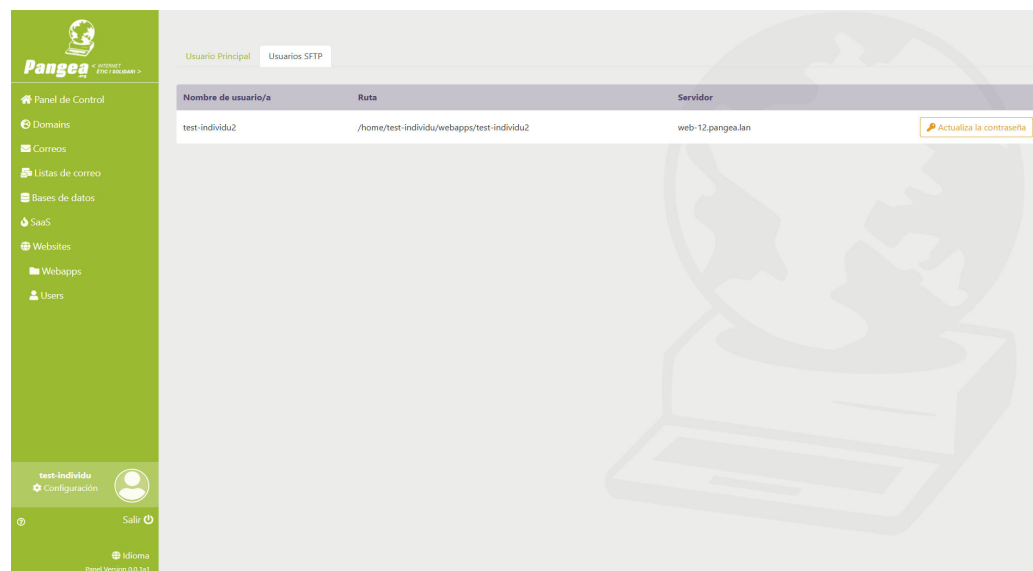 Pangea
.org
< INTERNET
ÈTIC I SOLIDARI >
Panel de Control
Domains
Correos
Listas de correo
Bases de datos
SaaS
Websites
Webapps
Users
test-individu
Configuración
Salir
Idioma
Panel Version 0.0.1a1
Usuario Principal Usuarios SFTP
Nombre de usuario/a Ruta Servidor
test-individu2 /home/test-individu/webapps/test-individu2 web-12.pangea.lan Actualiza la contraseña